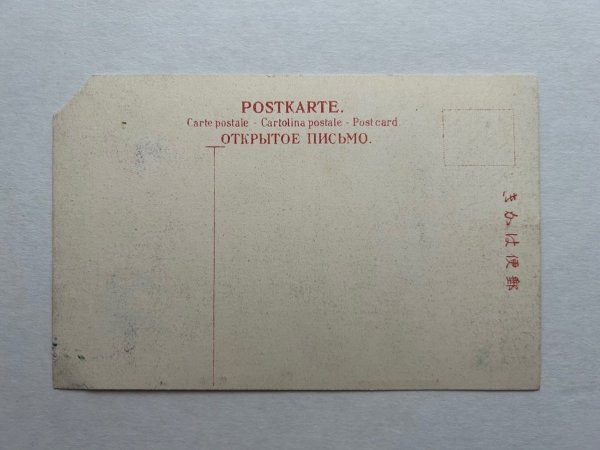 POSTKARTE.
Carte postale - Cartolina postale - Post card.
ОТКРЫТОЕ ПИСЬМО.
郵便はかき